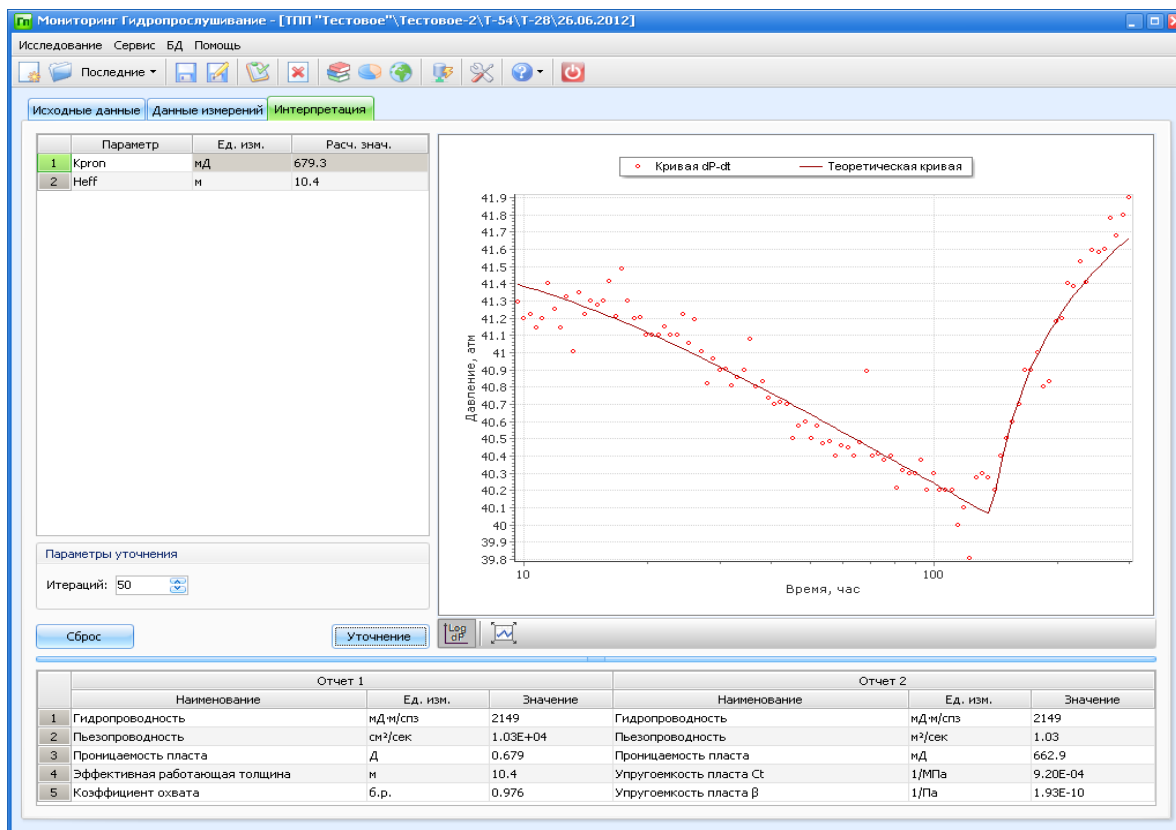 Гп Мониторинг Гидропрослушивание - [ТПП "Тестовое"\Тестовое-2\Т-54\Т-28\26.06.2012]
Исследование Сервис БД Помощь
Последние
Исходные данные Данные измерений Интерпретация
Параметр Ед. изм. Расч. знач.
1 Kpron мД 679.3
2 Heff м 10.4
Кривая dP-dt Теоретическая кривая
41.9
41.8
41.7
41.6
41.5
41.4
41.3
41.2
41.1
41
40.9
40.8
40.7
40.6
40.5
40.4
40.3
40.2
40.1
40
39.9
39.8
Давление, атм
10 100
Время, час
Параметры уточнения
Итераций: 50
Сброс Уточнение
Log dP
Отчет 1 Отчет 2
Наименование Ед. изм. Значение Наименование Ед. изм. Значение
1 Гидропроводность мД·м/спз 2149 Гидропроводность мД·м/спз 2149
2 Пьезопроводность см²/сек 1.03E+04 Пьезопроводность м²/сек 1.03
3 Проницаемость пласта Д 0.679 Проницаемость пласта мД 662.9
4 Эффективная работающая толщина м 10.4 Упругоемкость пласта Ct 1/МПа 9.20E-04
5 Коэффициент охвата б.р. 0.976 Упругоемкость пласта β 1/Па 1.93E-10